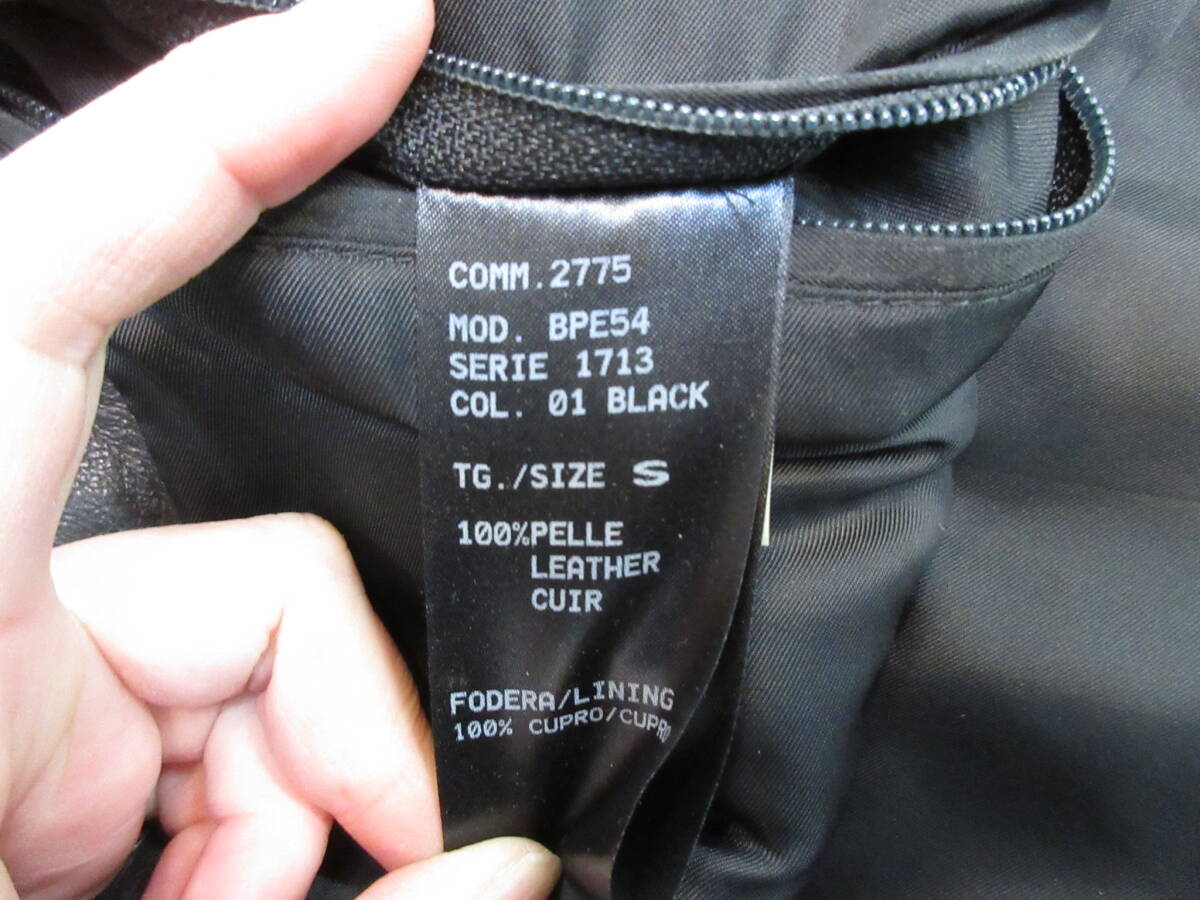 COMM.2775
MOD. BPE54
SERIE 1713
COL. 01 BLACK
TG./SIZE S
100%PELLE
LEATHER
CUIR
FODERA/LINING
100% CUPRO/CUPRO